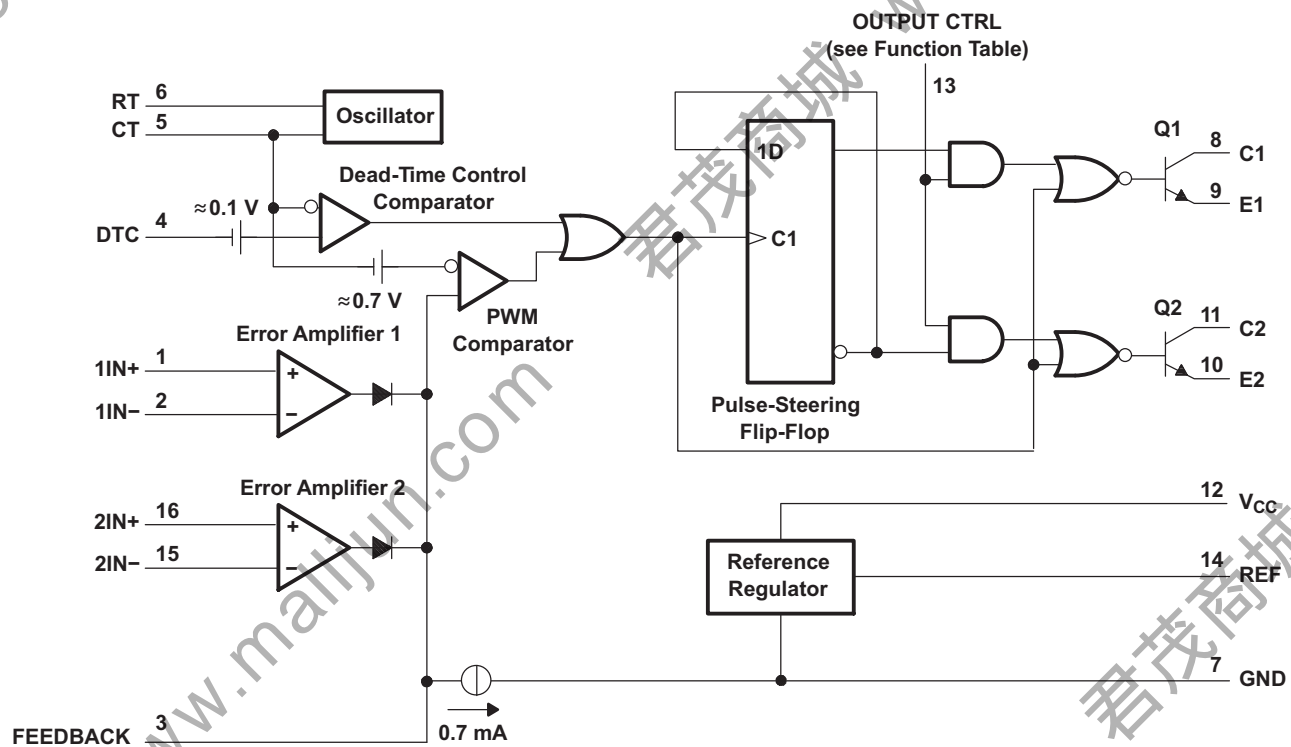 OUTPUT CTRL
(see Function Table)
13
RT 6
CT 5
Oscillator
Dead-Time Control
Comparator
≈0.1 V
DTC 4
≈0.7 V
PWM
Comparator
1D
C1
Pulse-Steering
Flip-Flop
Q1
8 C1
9 E1
Q2
11 C2
10 E2
Error Amplifier 1
1IN+ 1
1IN− 2
+
−
Error Amplifier 2
2IN+ 16
2IN− 15
+
−
12 VCC
Reference
Regulator
14 REF
7 GND
0.7 mA
FEEDBACK 3
君茂商城 w
君茂商城
君茂商城
ww.mallijun.com